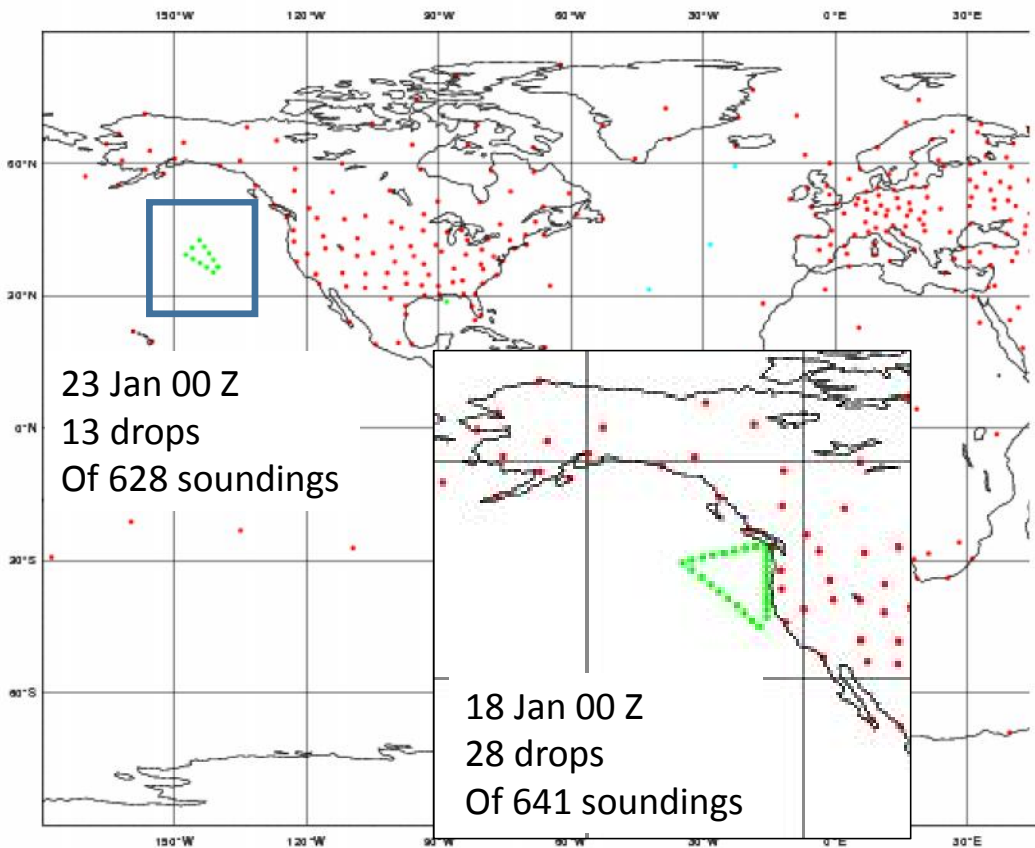 150°W 120°W 90°W 60°W 30°W 0°E 30°E
60°N
30°N
23 Jan 00 Z
13 drops
Of 628 soundings
0°N
30°S
60°S
18 Jan 00 Z
28 drops
Of 641 soundings
150°W 120°W 90°W 60°W 30°W 0°E 30°E